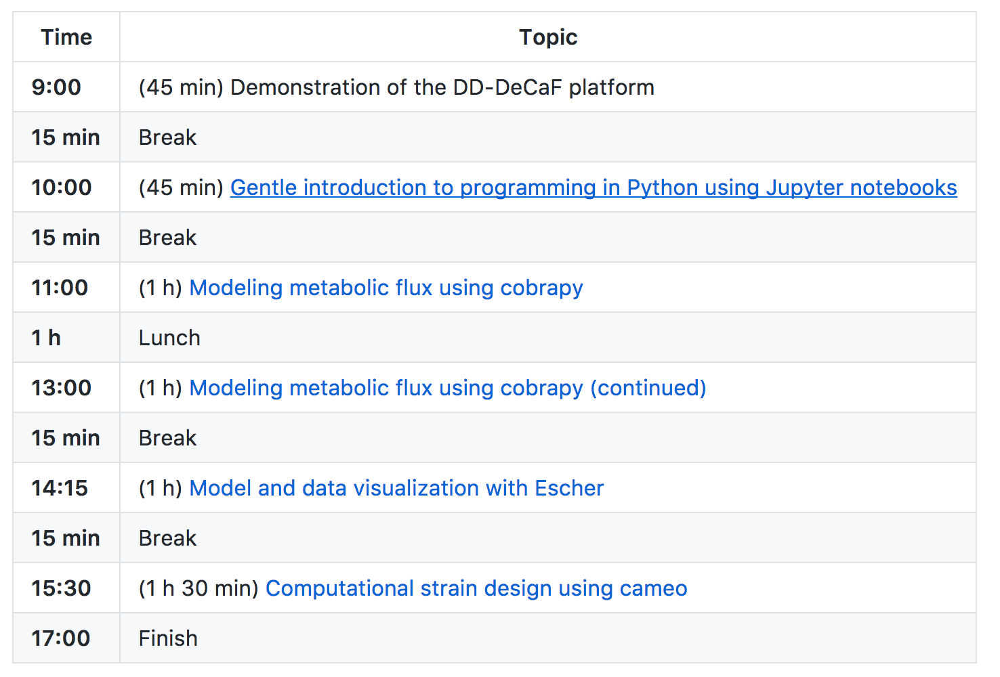 Time Topic
9:00 (45 min) Demonstration of the DD-DeCaF platform
15 min Break
10:00 (45 min) Gentle introduction to programming in Python using Jupyter notebooks
15 min Break
11:00 (1 h) Modeling metabolic flux using cobrapy
1 h Lunch
13:00 (1 h) Modeling metabolic flux using cobrapy (continued)
15 min Break
14:15 (1 h) Model and data visualization with Escher
15 min Break
15:30 (1 h 30 min) Computational strain design using cameo
17:00 Finish